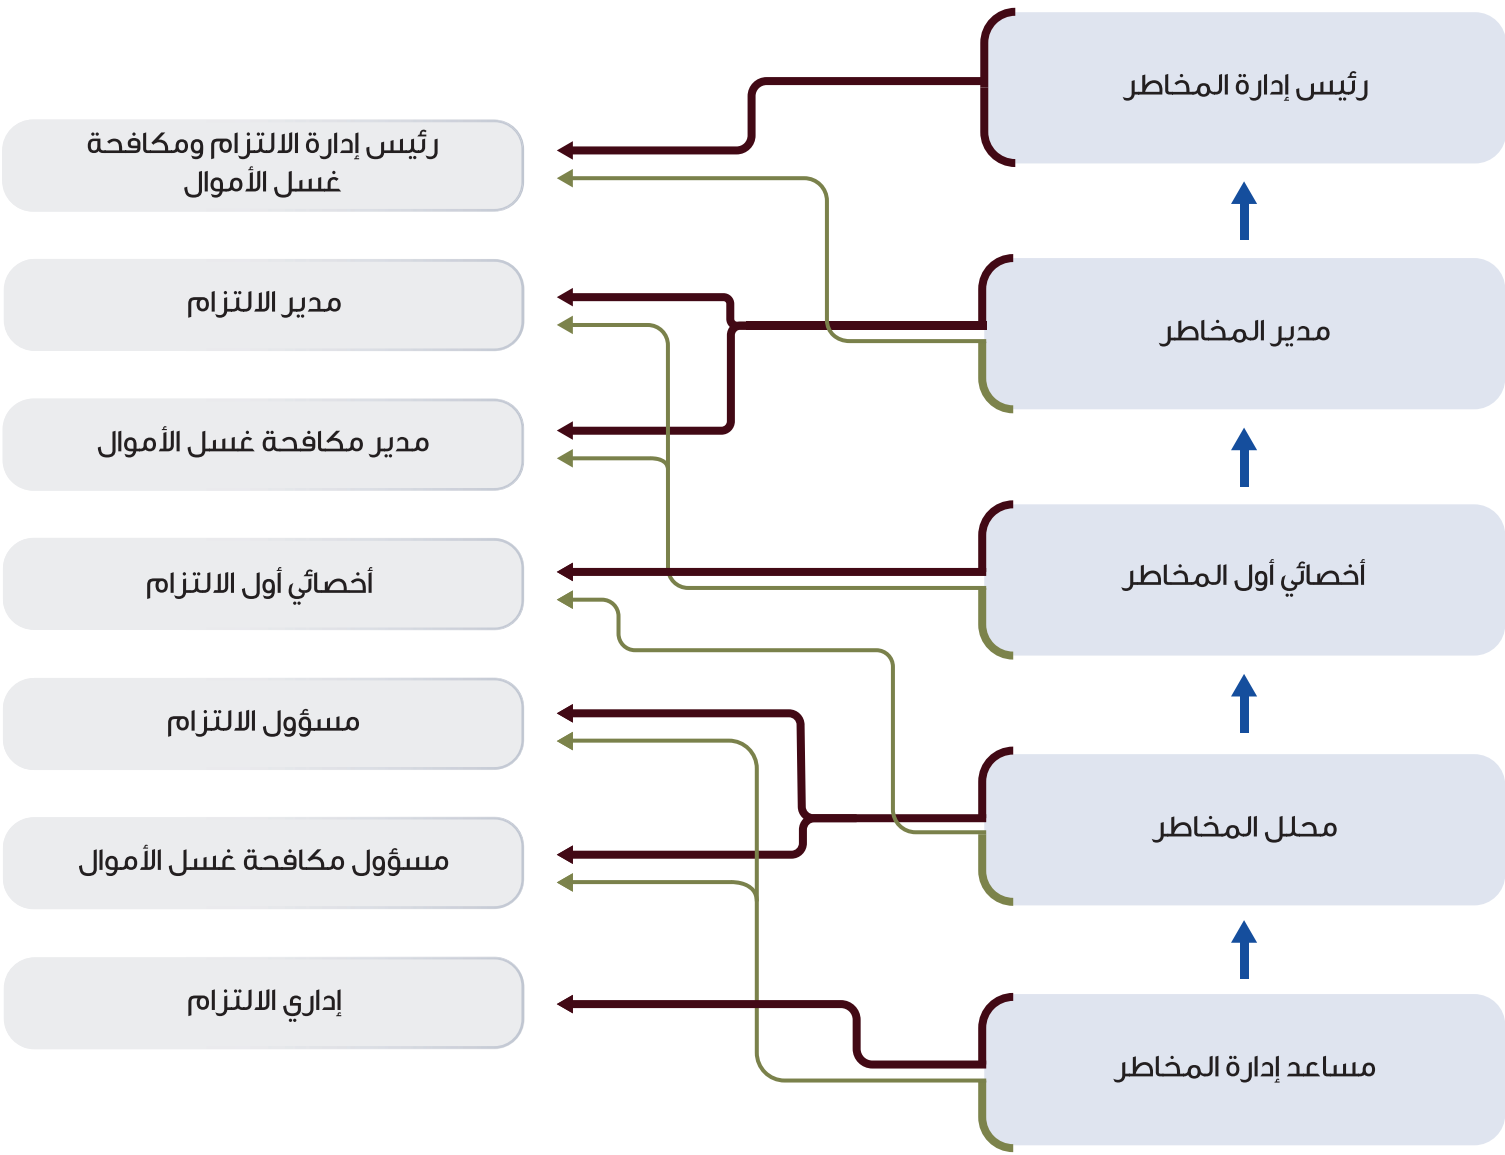 رئيس إدارة المخاطر
مدير المخاطر
أخصائي أول المخاطر
محلل المخاطر
مساعد إدارة المخاطر
رئيس إدارة الالتزام ومكافحة
غسل الأموال
مدير الالتزام
مدير مكافحة غسل الأموال
أخصائي أول الالتزام
مسؤول الالتزام
مسؤول مكافحة غسل الأموال
إداري الالتزام